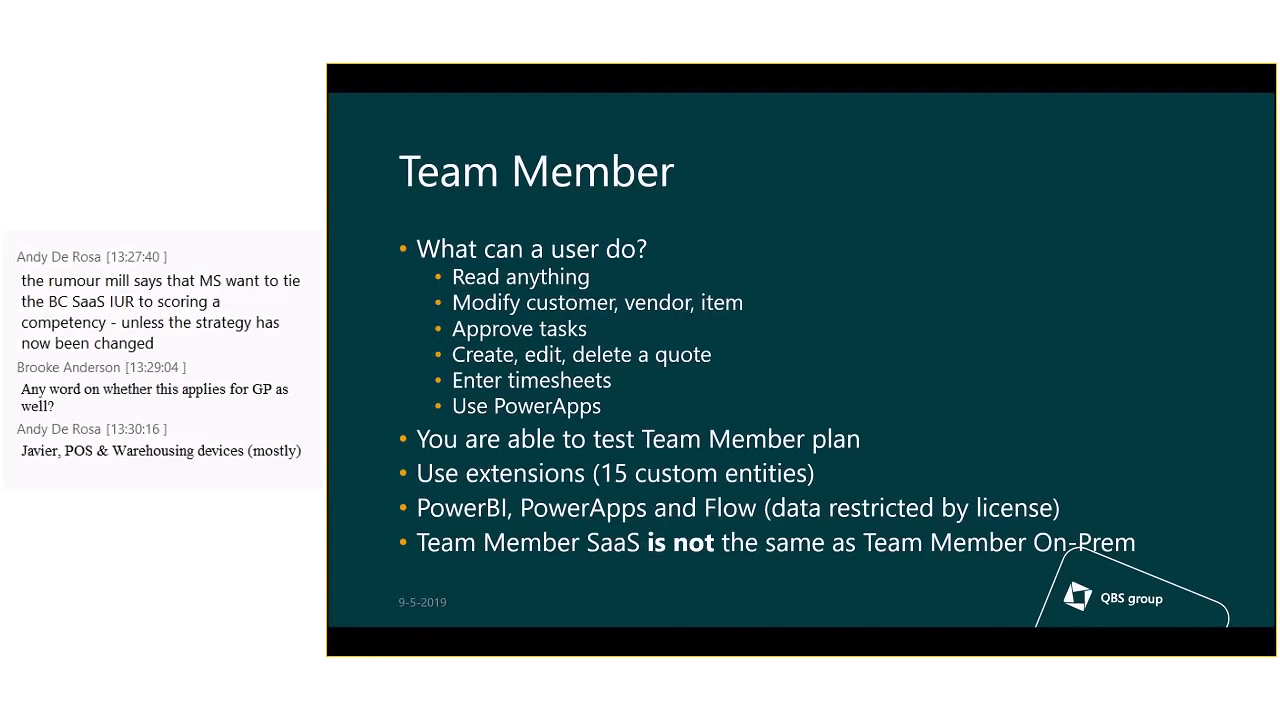 Andy De Rosa [13:27:40 ]
the rumour mill says that MS want to tie
the BC SaaS IUR to scoring a
competency - unless the strategy has
now been changed
Brooke Anderson [13:29:04 ]
Any word on whether this applies for GP as
well?
Andy De Rosa [13:30:16 ]
Javier, POS & Warehousing devices (mostly)
Team Member
• What can a user do?
• Read anything
• Modify customer, vendor, item
• Approve tasks
• Create, edit, delete a quote
• Enter timesheets
• Use PowerApps
• You are able to test Team Member plan
• Use extensions (15 custom entities)
• PowerBI, PowerApps and Flow (data restricted by license)
• Team Member SaaS is not the same as Team Member On-Prem
9-5-2019
QBS group